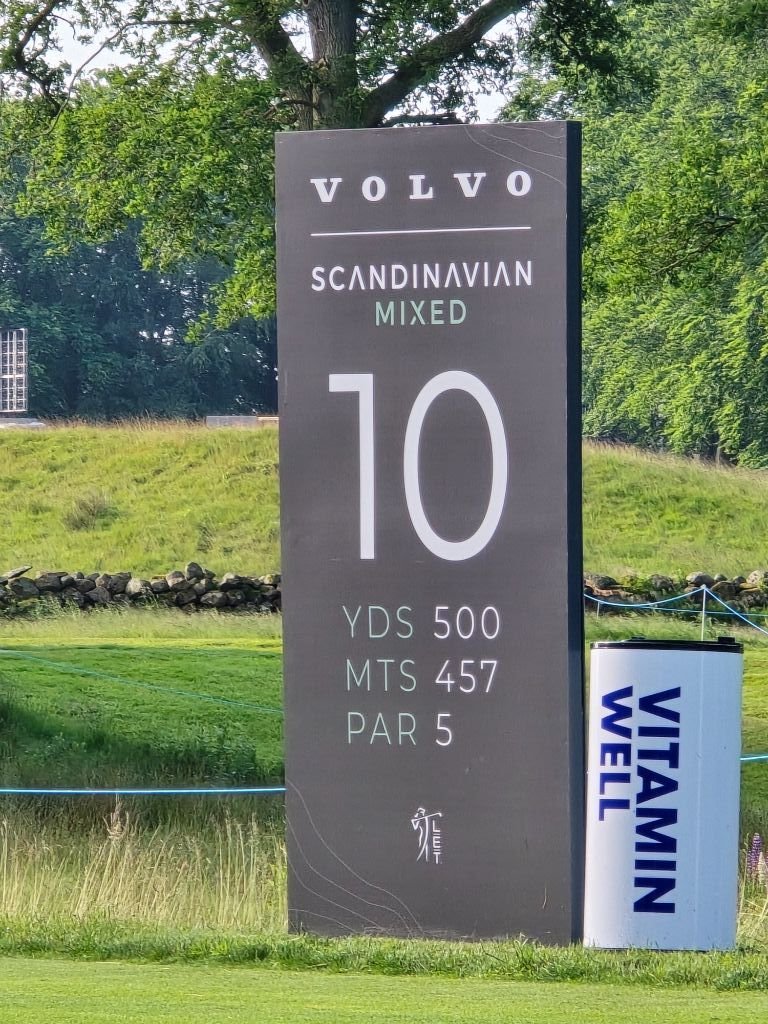 VOLVO
SCANDINAVIAN
MIXED
10
YDS 500
MTS 457
PAR 5
LET
VITAMIN
WELL